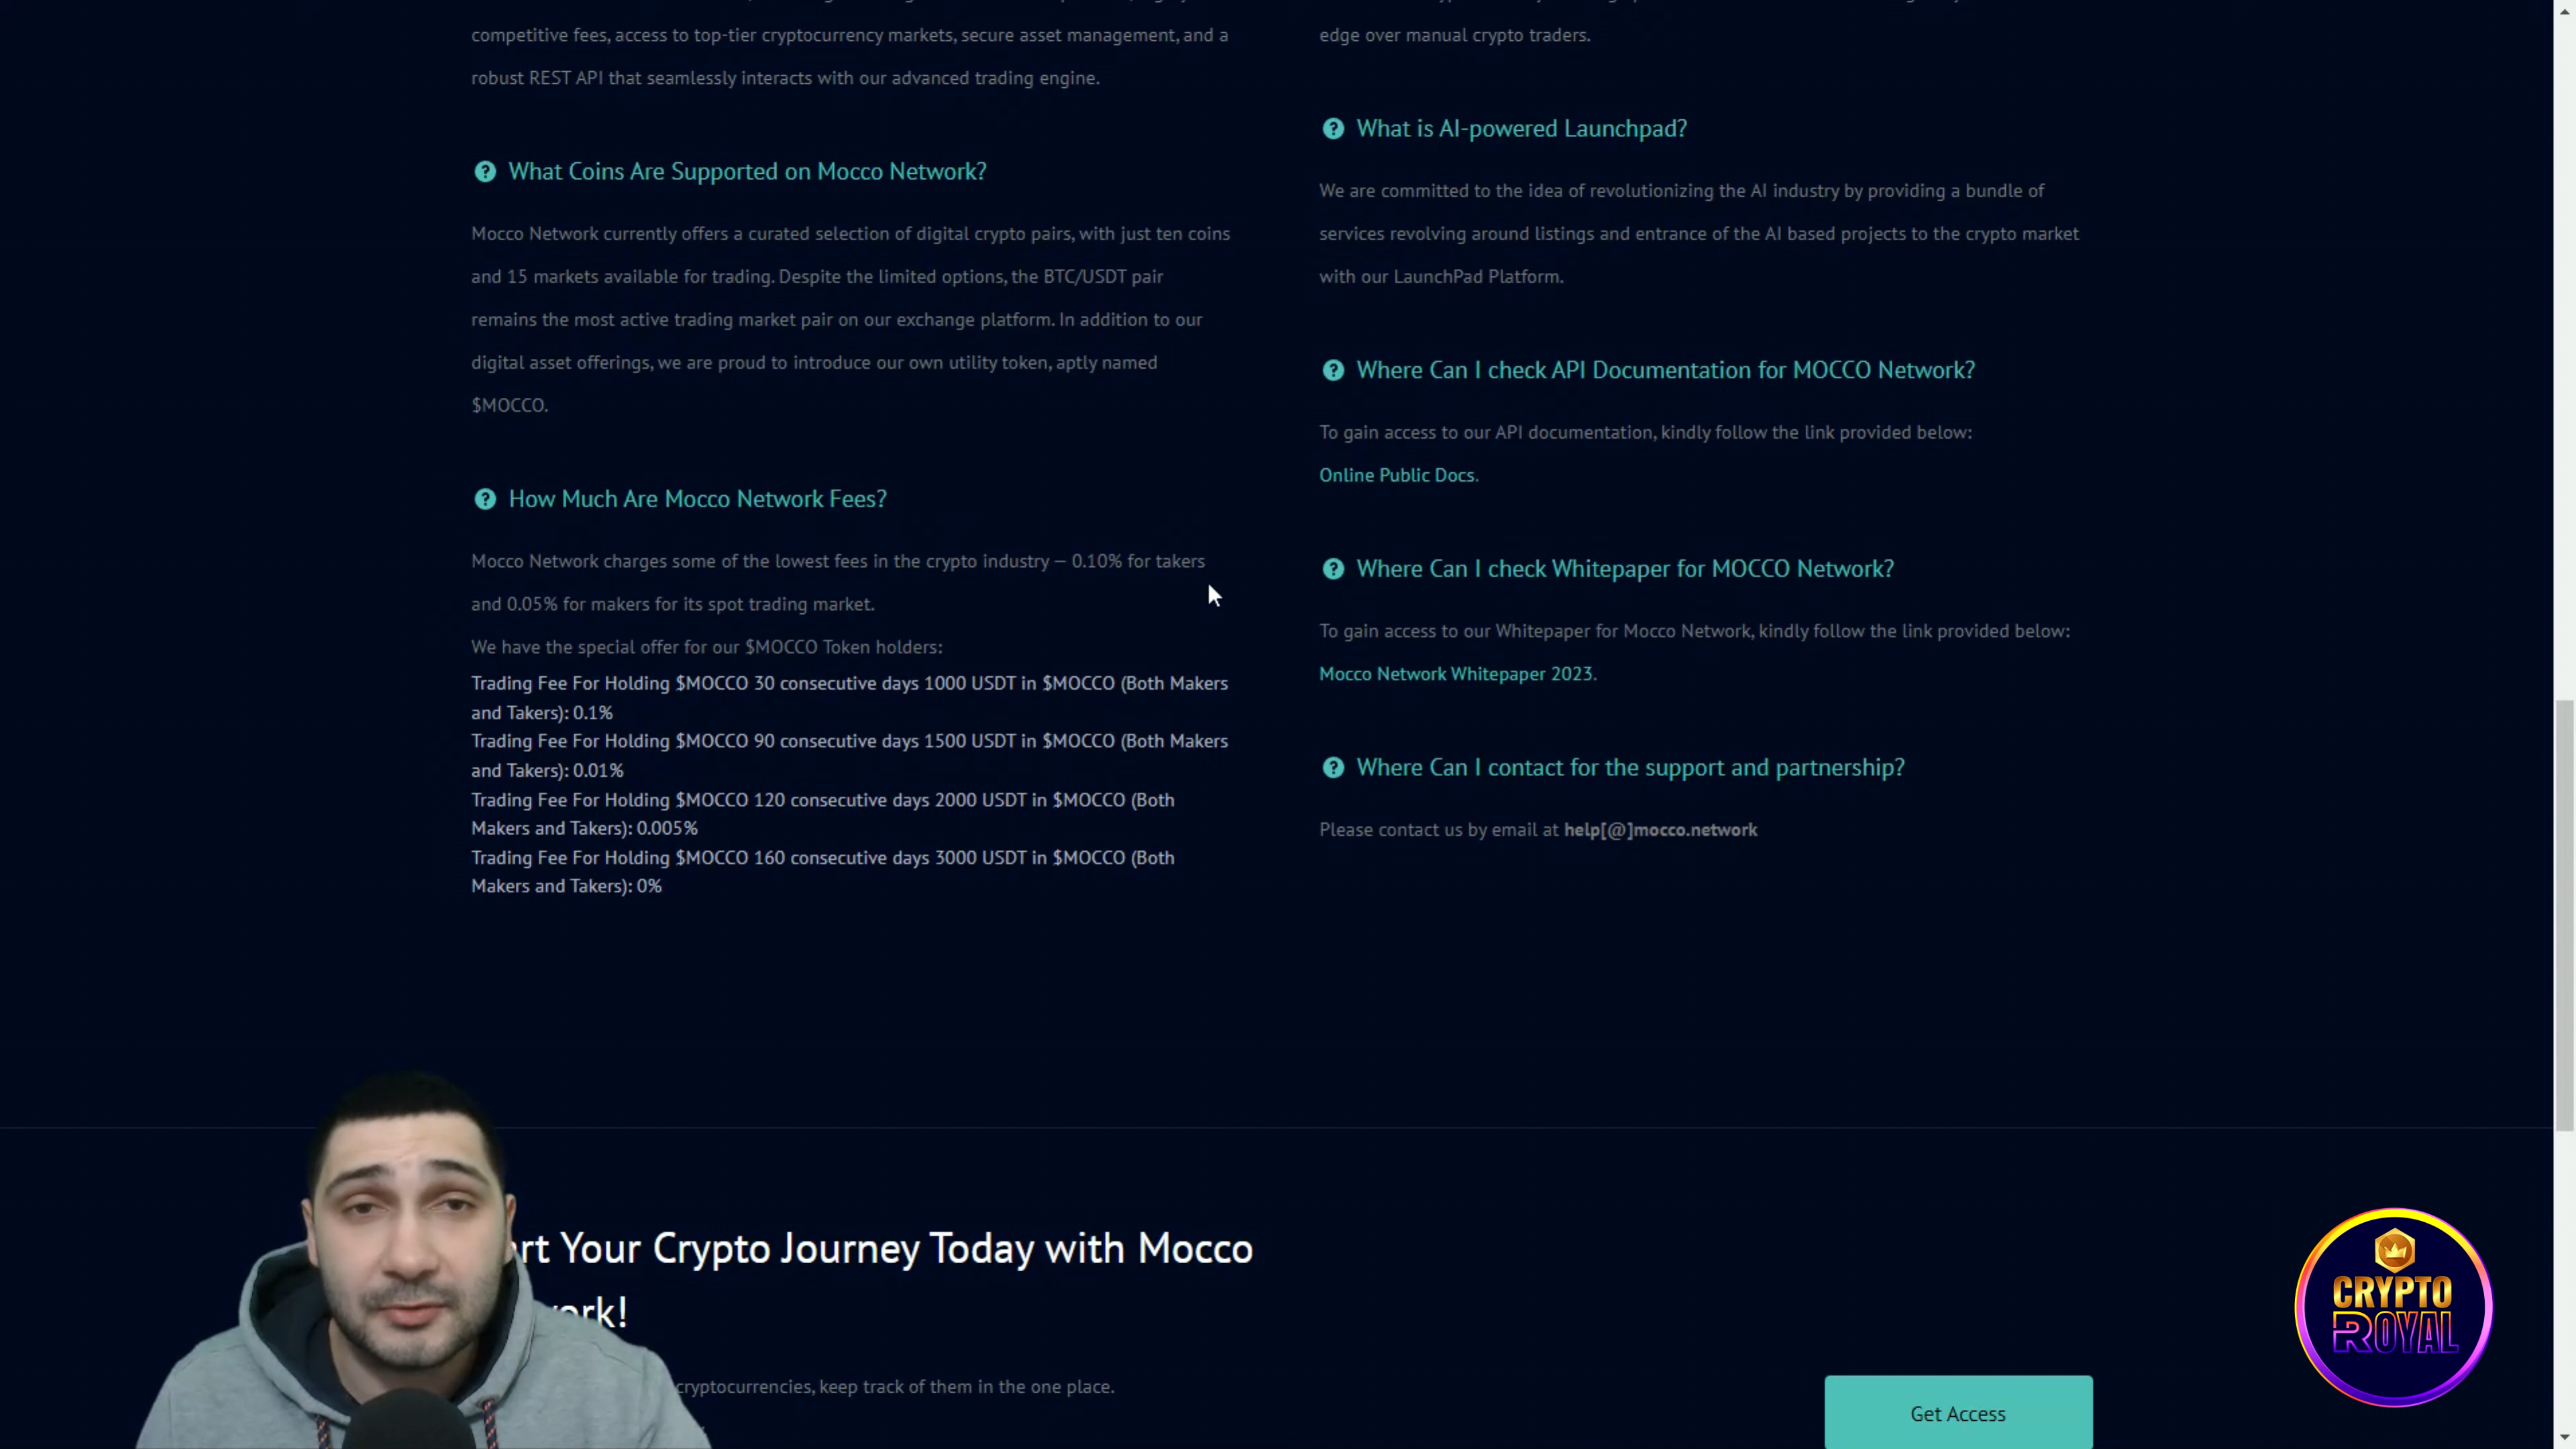 competitive fees, access to top-tier cryptocurrency markets, secure asset management, and a
robust REST API that seamlessly interacts with our advanced trading engine.
What Coins Are Supported on Mocco Network?
Mocco Network currently offers a curated selection of digital crypto pairs, with just ten coins
and 15 markets available for trading. Despite the limited options, the BTC/USDT pair
remains the most active trading market pair on our exchange platform. In addition to our
digital asset offerings, we are proud to introduce our own utility token, aptly named
$MOCCO.
How Much Are Mocco Network Fees?
Mocco Network charges some of the lowest fees in the crypto industry – 0.10% for takers
and 0.05% for makers for its spot trading market.
We have the special offer for our $MOCCO Token holders:
Trading Fee For Holding $MOCCO 30 consecutive days 1000 USDT in $MOCCO (Both Makers
and Takers): 0.1%
Trading Fee For Holding $MOCCO 90 consecutive days 1500 USDT in $MOCCO (Both Makers
and Takers): 0.01%
Trading Fee For Holding $MOCCO 120 consecutive days 2000 USDT in $MOCCO (Both
Makers and Takers): 0.005%
Trading Fee For Holding $MOCCO 160 consecutive days 3000 USDT in $MOCCO (Both
Makers and Takers): 0%
edge over manual crypto traders.
What is AI-powered Launchpad?
We are committed to the idea of revolutionizing the AI industry by providing a bundle of
services revolving around listings and entrance of the AI based projects to the crypto market
with our LaunchPad Platform.
Where Can I check API Documentation for MOCCO Network?
To gain access to our API documentation, kindly follow the link provided below:
Online Public Docs.
Where Can I check Whitepaper for MOCCO Network?
To gain access to our Whitepaper for Mocco Network, kindly follow the link provided below:
Mocco Network Whitepaper 2023.
Where Can I contact for the support and partnership?
Please contact us by email at help[@]mocco.network
rt Your Crypto Journey Today with Mocco
ork!
cryptocurrencies, keep track of them in the one place.
Get Access
CRYPTO
ROYAL